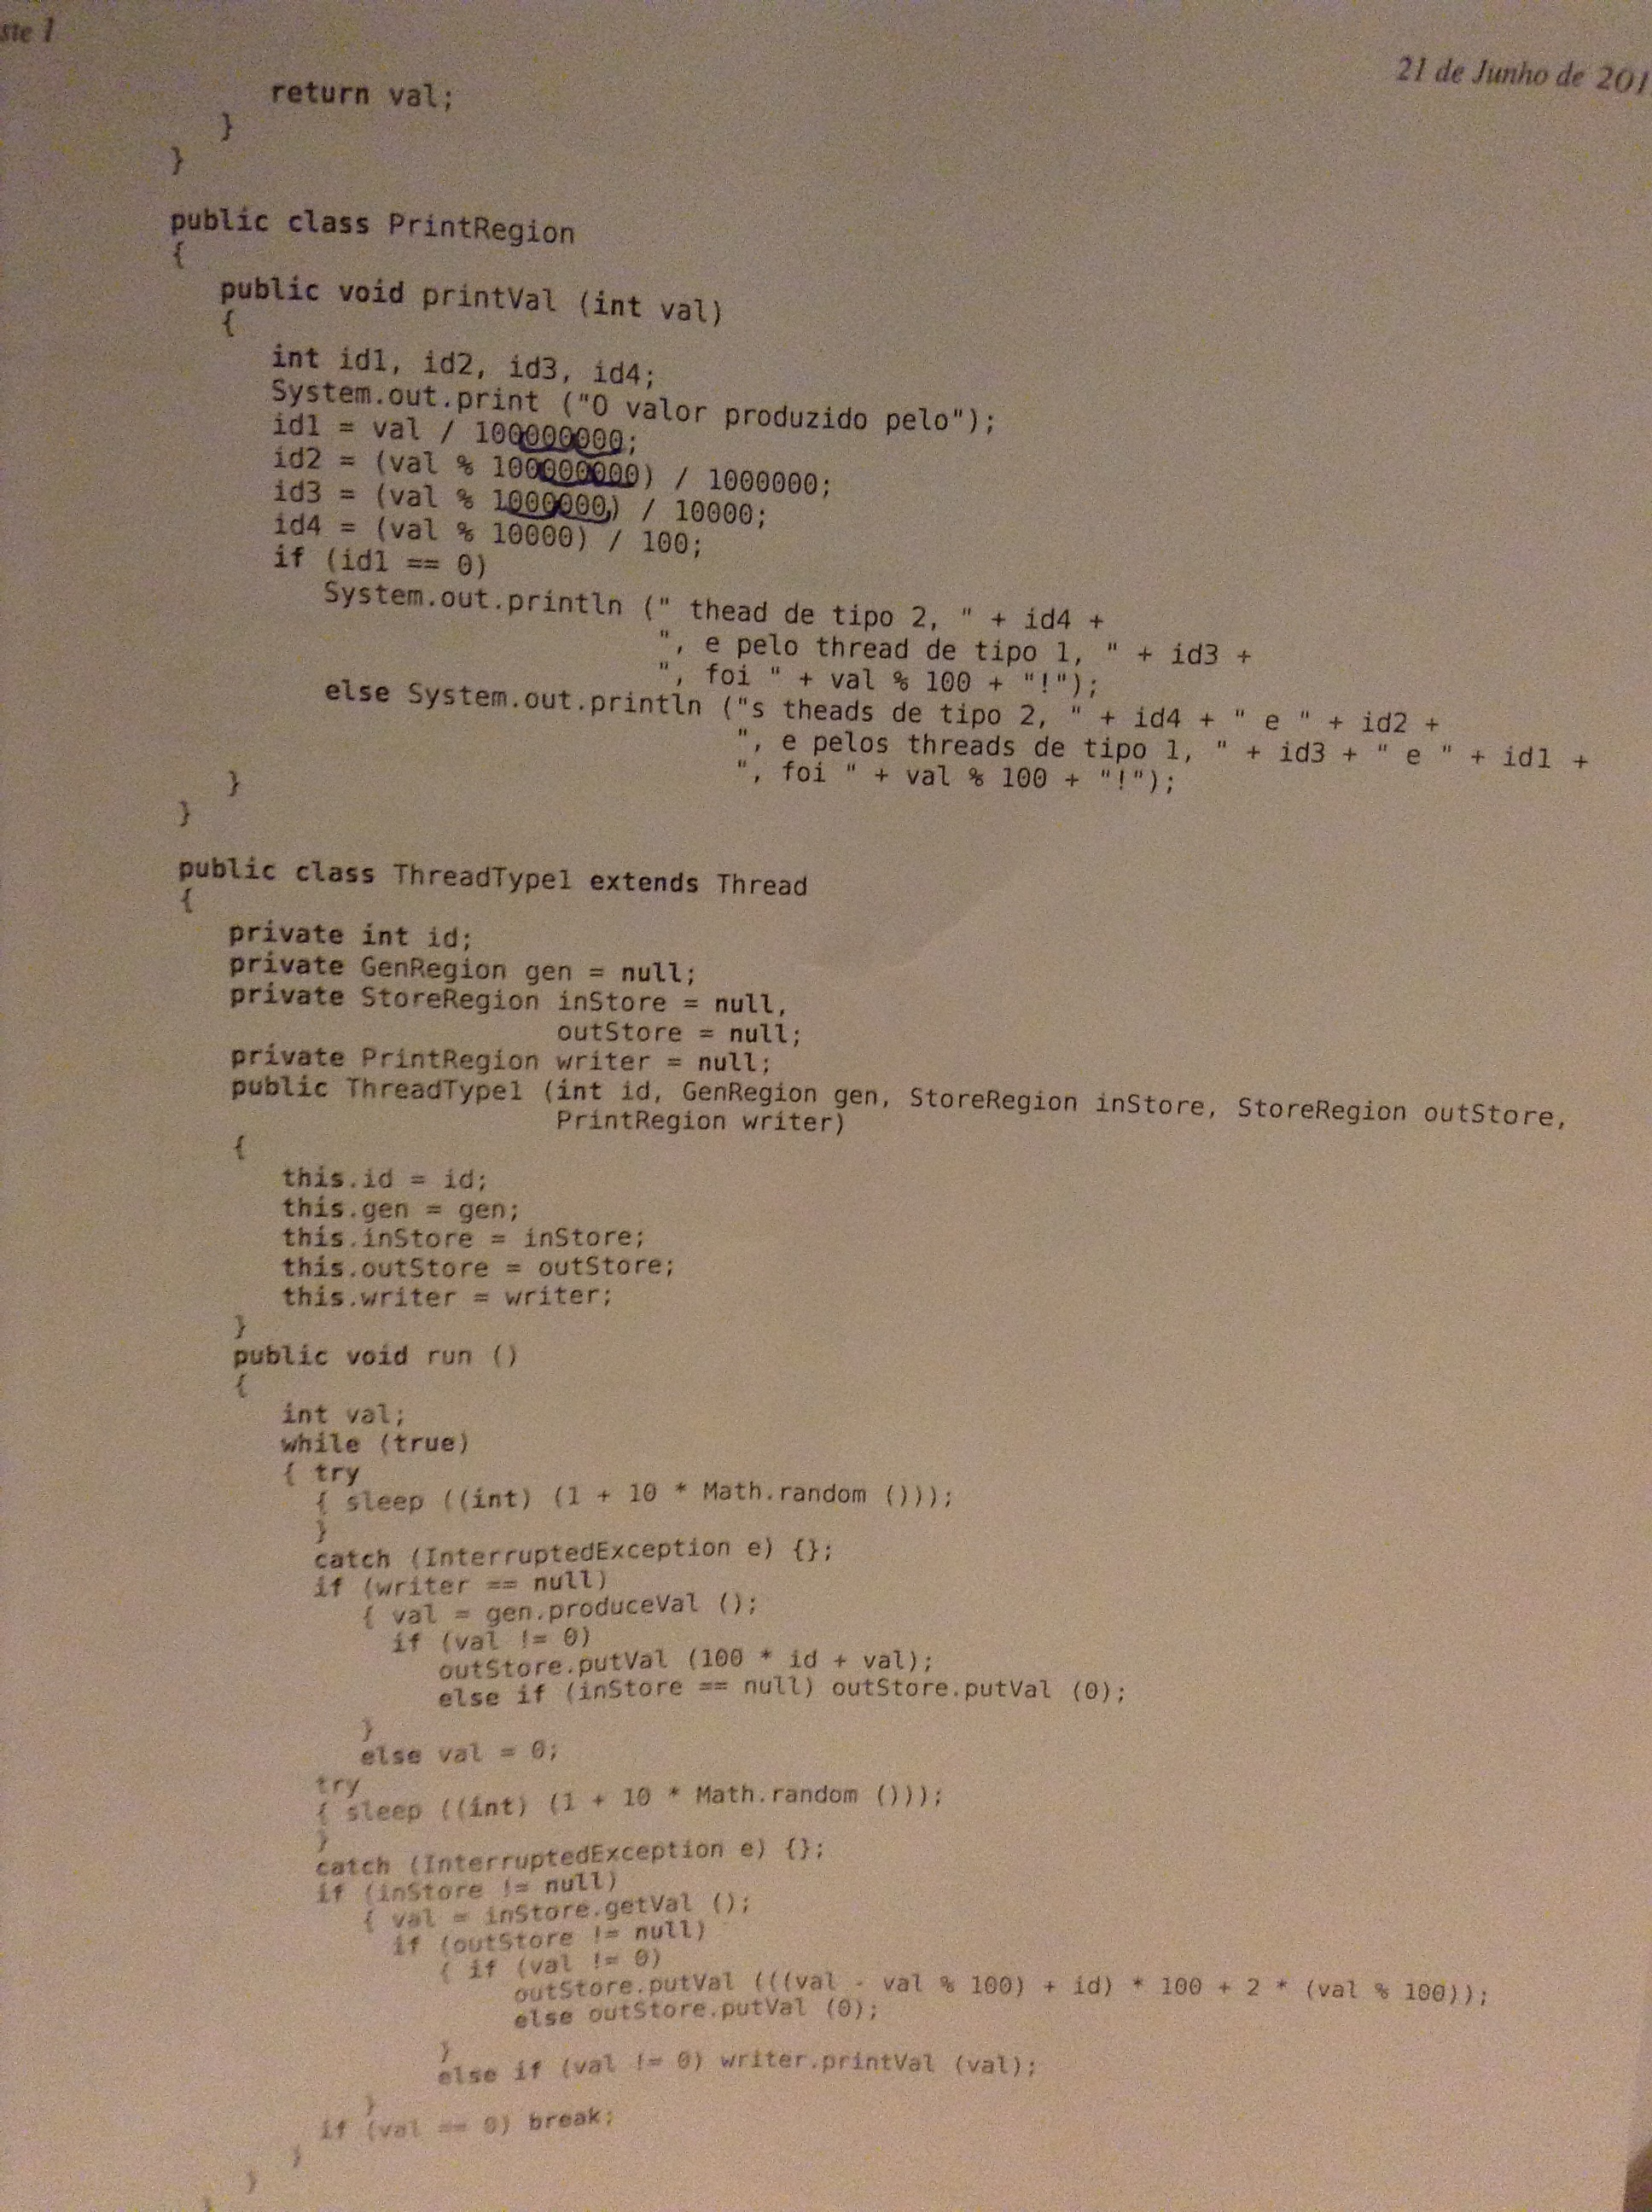 ste 1
21 de Junho de 201
return val;
}
}
public class PrintRegion
{
public void printVal (int val)
{
int id1, id2, id3, id4;
System.out.print ("O valor produzido pelo");
id1 = val / 100000000;
id2 = (val % 100000000) / 1000000;
id3 = (val % 1000000) / 10000;
id4 = (val % 10000) / 100;
if (id1 == 0)
System.out.println (" thead de tipo 2, " + id4 +
", e pelo thread de tipo 1, " + id3 +
", foi " + val % 100 + "!");
else System.out.println ("s theads de tipo 2, " + id4 + " e " + id2 +
", e pelos threads de tipo 1, " + id3 + " e " + id1 +
", foi " + val % 100 + "!");
}
}
public class ThreadType1 extends Thread
{
private int id;
private GenRegion gen = null;
private StoreRegion inStore = null,
outStore = null;
private PrintRegion writer = null;
public ThreadType1 (int id, GenRegion gen, StoreRegion inStore, StoreRegion outStore,
PrintRegion writer)
{
this.id = id;
this.gen = gen;
this.inStore = inStore;
this.outStore = outStore;
this.writer = writer;
}
public void run ()
{
int val;
while (true)
{ try
{ sleep ((int) (1 + 10 * Math.random ()));
}
catch (InterruptedException e) {};
if (writer == null)
{ val = gen.produceVal ();
if (val != 0)
outStore.putVal (100 * id + val);
else if (inStore == null) outStore.putVal (0);
}
else val = 0;
try
{ sleep ((int) (1 + 10 * Math.random ()));
}
catch (InterruptedException e) {};
if (inStore != null)
{ val = inStore.getVal ();
if (outStore != null)
{ if (val != 0)
outStore.putVal (((val - val % 100) + id) * 100 + 2 * (val % 100));
else outStore.putVal (0);
}
else if (val != 0) writer.printVal (val);
}
if (val == 0) break;
}
}
}